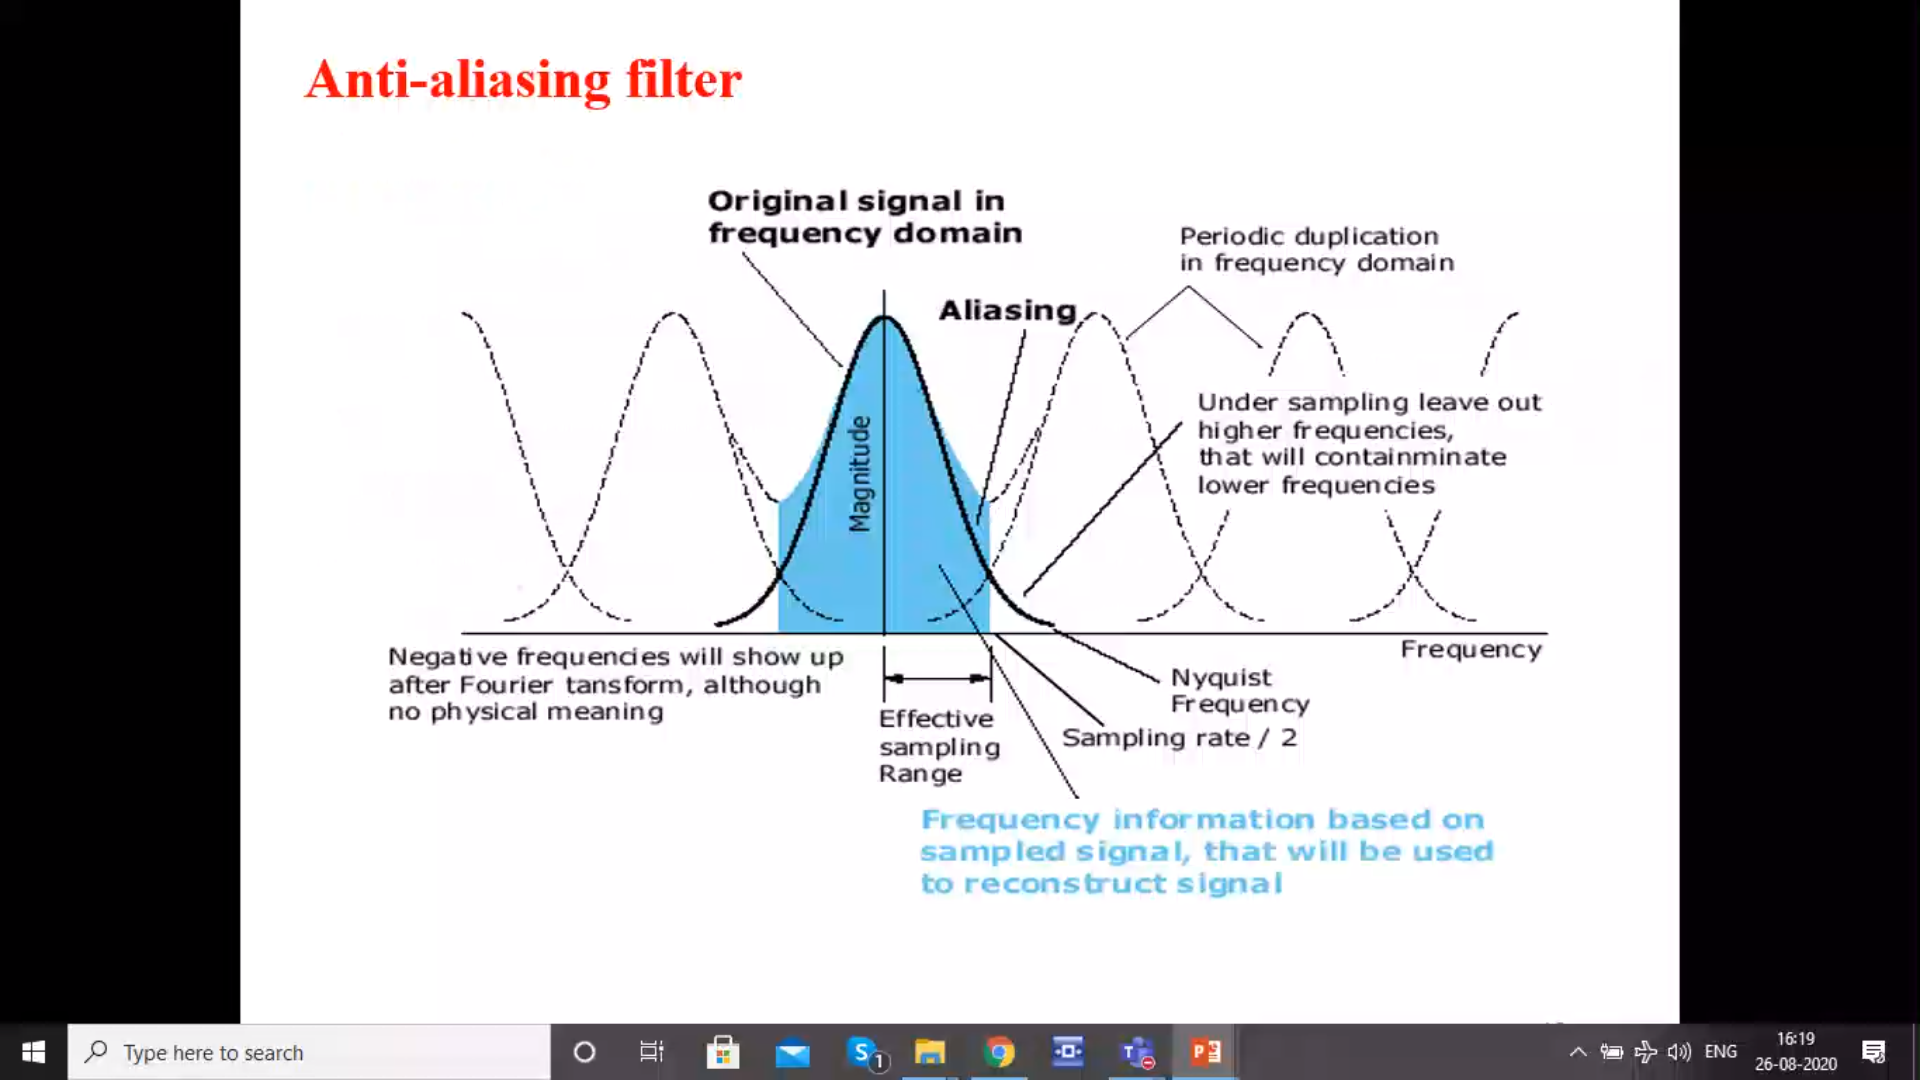 Anti-aliasing filter
Original signal in
frequency domain
Periodic duplication
in frequency domain
Aliasing
Under sampling leave out
higher frequencies,
that will containminate
lower frequencies
Magnitude
Frequency
Negative frequencies will show up
after Fourier tansform, although
no physical meaning
Nyquist
Frequency
Effective
sampling
Range
Sampling rate / 2
Frequency information based on
sampled signal, that will be used
to reconstruct signal
Type here to search
S
1
T
P
ENG
16:19
26-08-2020